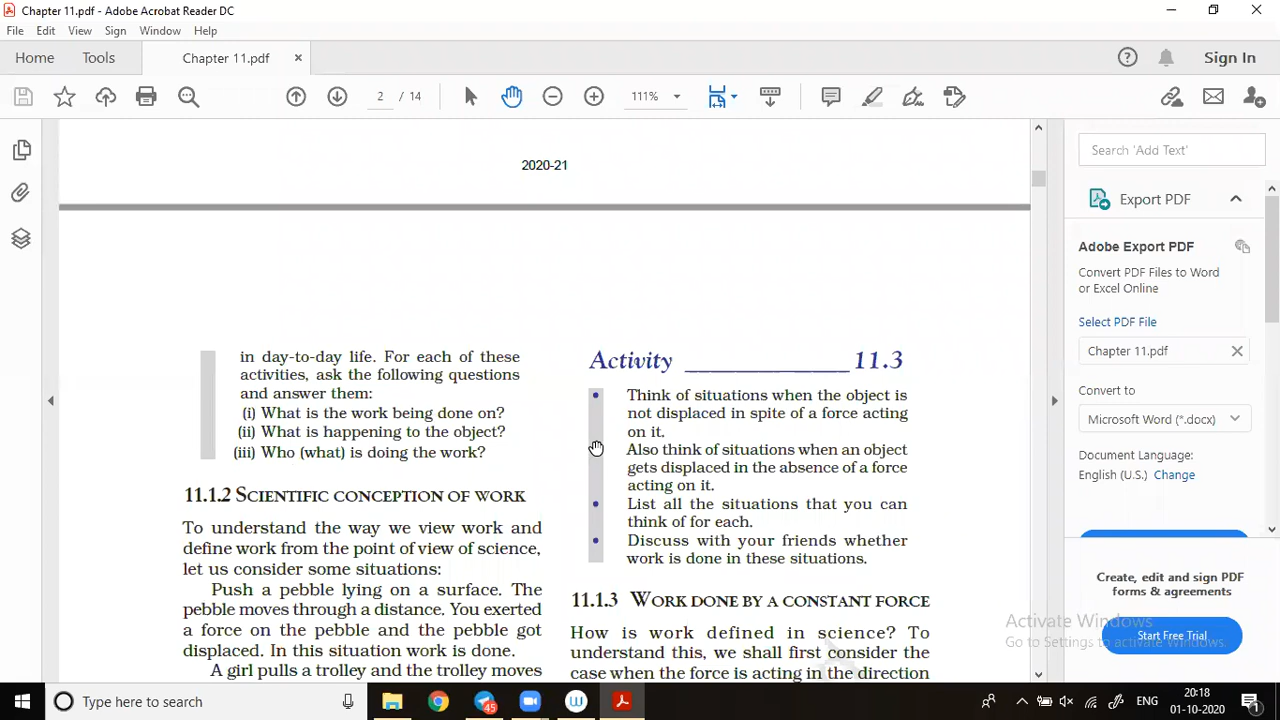 Chapter 11.pdf - Adobe Acrobat Reader DC
File Edit View Sign Window Help
Home Tools Chapter 11.pdf × Sign In
2 / 14 111%
2020-21
in day-to-day life. For each of these
activities, ask the following questions
and answer them:
(i) What is the work being done on?
(ii) What is happening to the object?
(iii) Who (what) is doing the work?
11.1.2 SCIENTIFIC CONCEPTION OF WORK
To understand the way we view work and
define work from the point of view of science,
let us consider some situations:
Push a pebble lying on a surface. The
pebble moves through a distance. You exerted
a force on the pebble and the pebble got
displaced. In this situation work is done.
A girl pulls a trolley and the trolley moves
Activity ______________ 11.3
• Think of situations when the object is
not displaced in spite of a force acting
on it.
Also think of situations when an object
gets displaced in the absence of a force
acting on it.
• List all the situations that you can
think of for each.
• Discuss with your friends whether
work is done in these situations.
11.1.3 WORK DONE BY A CONSTANT FORCE
How is work defined in science? To
understand this, we shall first consider the
case when the force is acting in the direction
Search 'Add Text'
Export PDF
Adobe Export PDF
Convert PDF Files to Word
or Excel Online
Select PDF File
Chapter 11.pdf
Convert to
Microsoft Word (*.docx)
Document Language:
English (U.S.) Change
Create, edit and sign PDF
forms & agreements
Start Free Trial
Activate Windows
Go to Settings to activate Windows.
Type here to search
45
W
ENG
20:18
01-10-2020
1